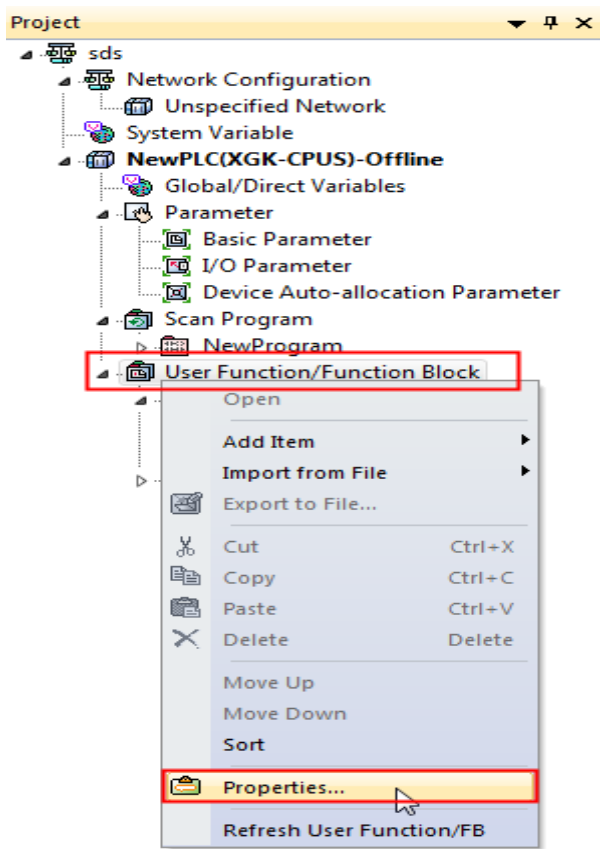 Project
sds
Network Configuration
Unspecified Network
System Variable
NewPLC(XGK-CPUS)-Offline
Global/Direct Variables
Parameter
Basic Parameter
I/O Parameter
Device Auto-allocation Parameter
Scan Program
NewProgram
User Function/Function Block
Open
Add Item
Import from File
Export to File...
Cut Ctrl+X
Copy Ctrl+C
Paste Ctrl+V
Delete Delete
Move Up
Move Down
Sort
Properties...
Refresh User Function/FB